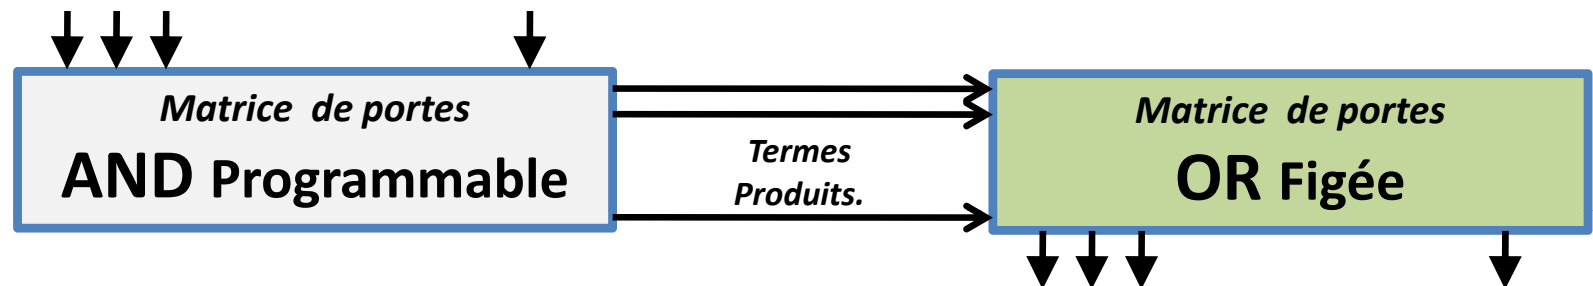 Matrice de portes
AND Programmable
Termes
Produits.
Matrice de portes
OR Figée